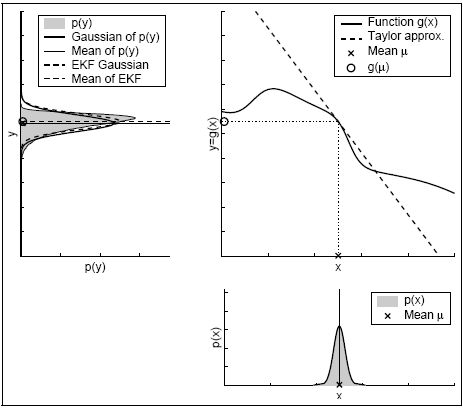 p(y)
Gaussian of p(y)
Mean of p(y)
EKF Gaussian
Mean of EKF
y
p(y)
Function g(x)
Taylor approx.
Mean μ
g(μ)
y=g(x)
x
p(x)
Mean μ
p(x)
x